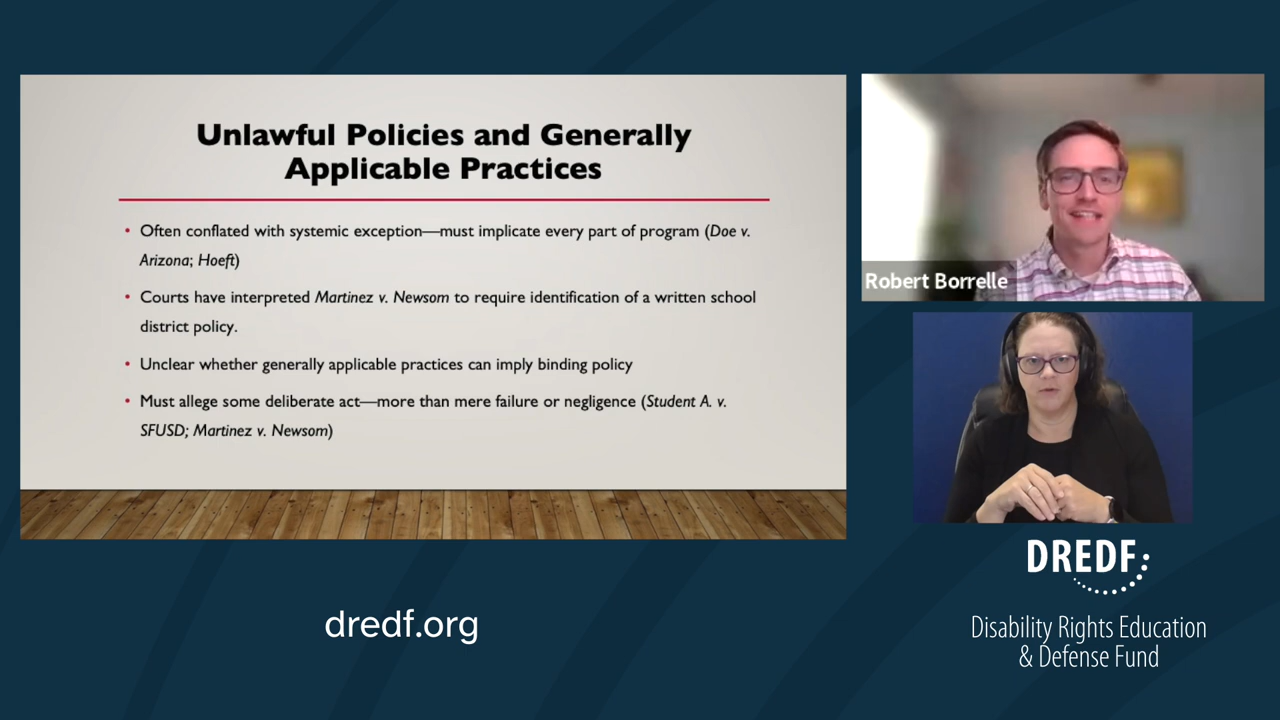 Unlawful Policies and Generally
Applicable Practices
• Often conflated with systemic exception—must implicate every part of program (Doe v.
Arizona; Hoeft)
• Courts have interpreted Martinez v. Newsom to require identification of a written school
district policy.
• Unclear whether generally applicable practices can imply binding policy
• Must allege some deliberate act—more than mere failure or negligence (Student A. v.
SFUSD; Martinez v. Newsom)
Robert Borrelle
DREDF
Disability Rights Education
& Defense Fund
dredf.org